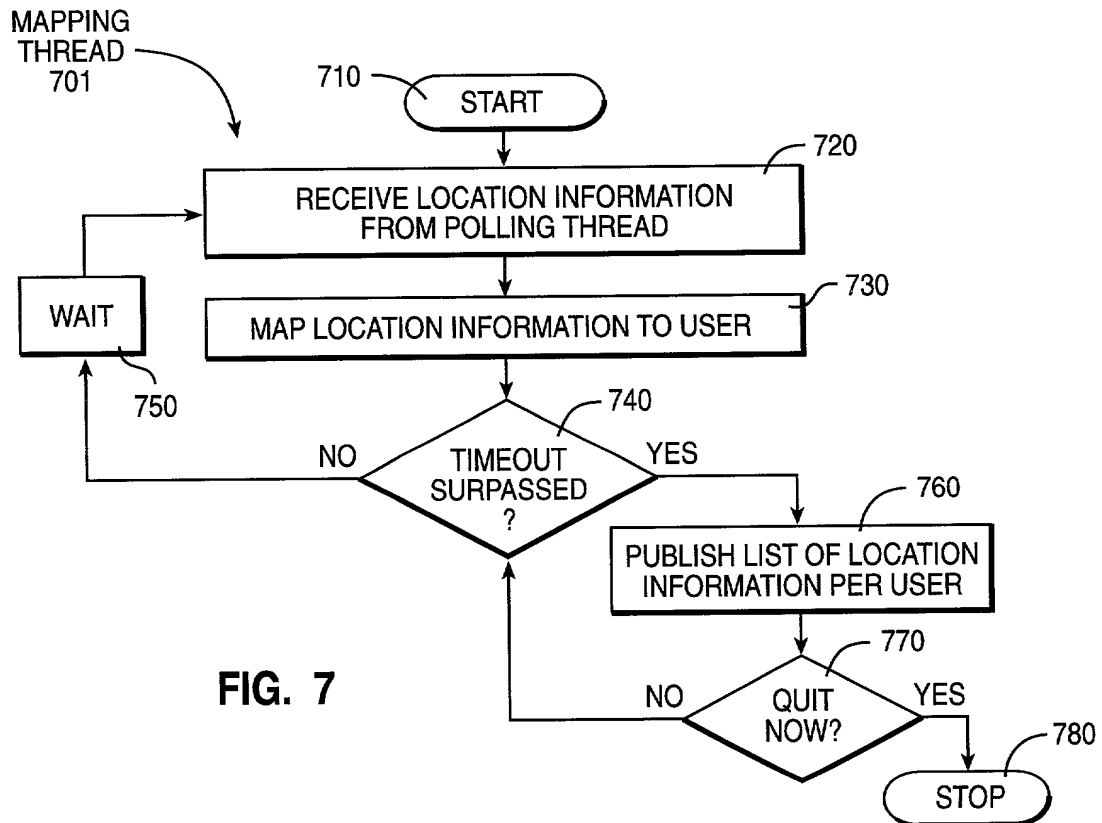 MAPPING
THREAD
701
710
START
720
RECEIVE LOCATION INFORMATION
FROM POLLING THREAD
730
MAP LOCATION INFORMATION TO USER
WAIT
750
740
NO
TIMEOUT
SURPASSED
?
YES
760
PUBLISH LIST OF LOCATION
INFORMATION PER USER
770
NO
QUIT
NOW?
YES
FIG. 7
780
STOP